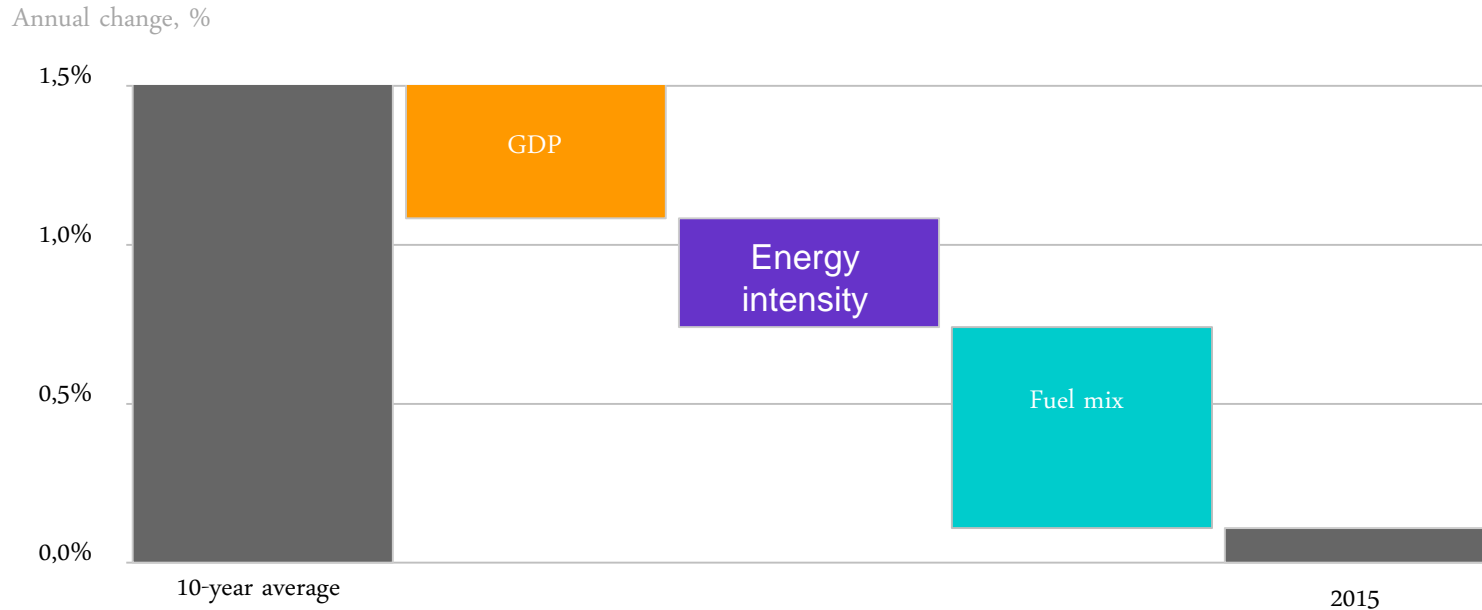 Annual change, %
1,5%
GDP
1,0%
Energy
intensity
0,5%
Fuel mix
0,0%
10-year average
2015